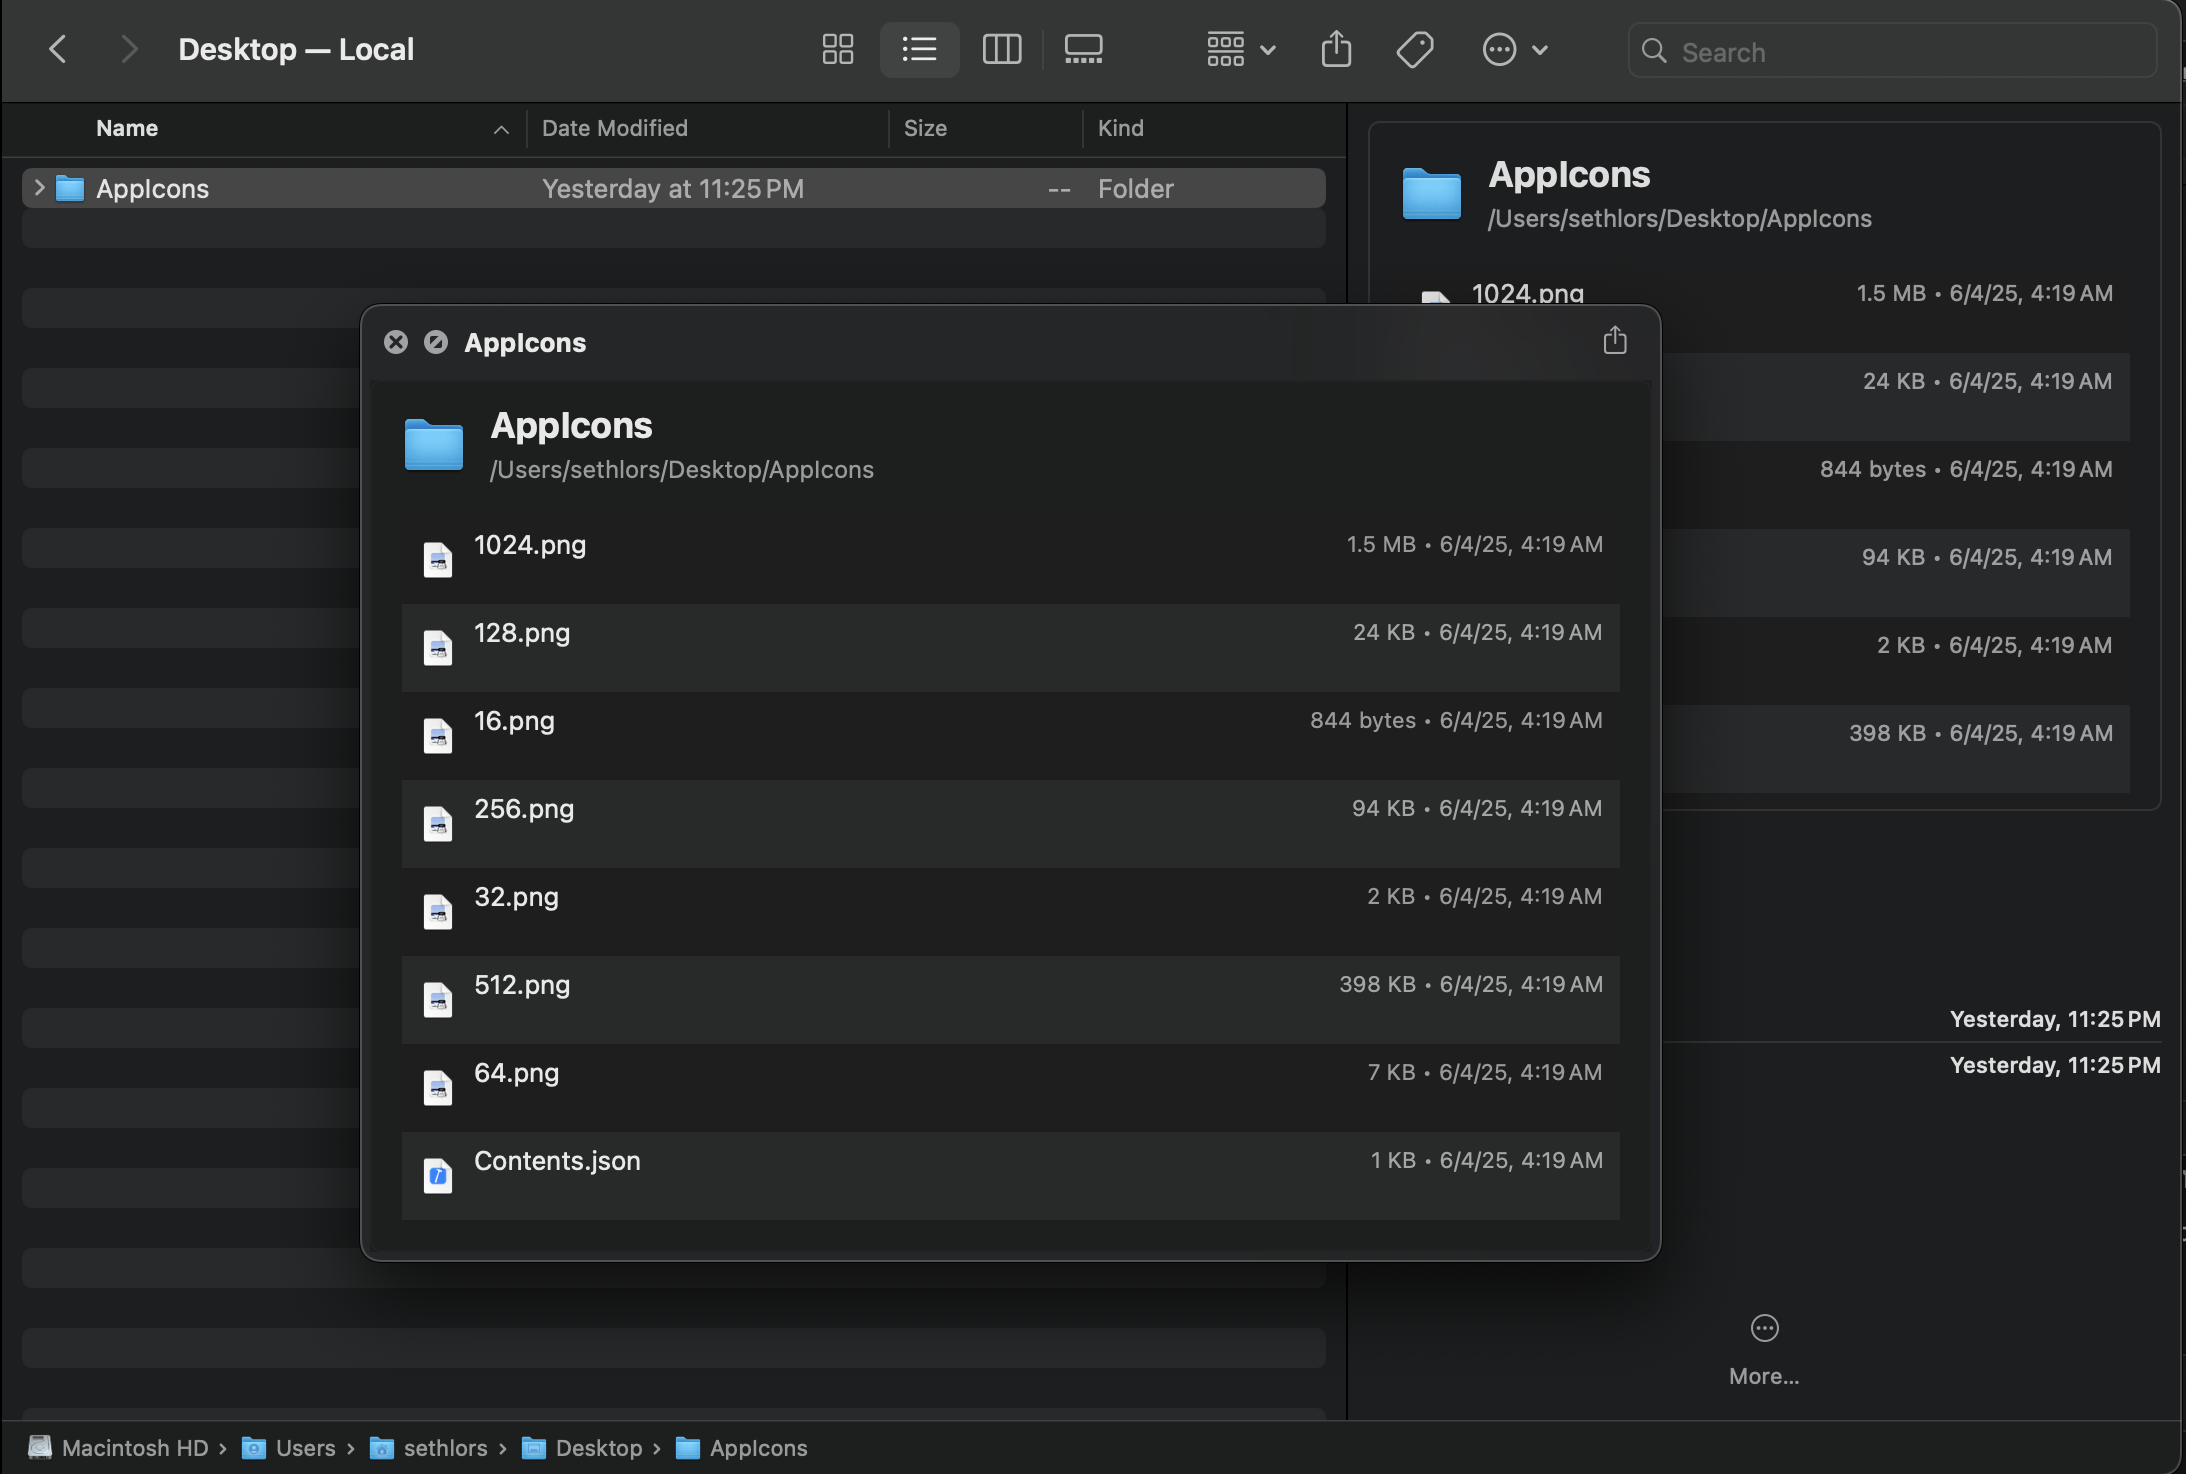 Desktop — Local
Search
Name
Date Modified
Size
Kind
AppIcons
Yesterday at 11:25 PM
--
Folder
AppIcons
/Users/sethlors/Desktop/AppIcons
1024.png
1.5 MB • 6/4/25, 4:19 AM
24 KB • 6/4/25, 4:19 AM
844 bytes • 6/4/25, 4:19 AM
94 KB • 6/4/25, 4:19 AM
2 KB • 6/4/25, 4:19 AM
398 KB • 6/4/25, 4:19 AM
Yesterday, 11:25 PM
Yesterday, 11:25 PM
More...
AppIcons
AppIcons
/Users/sethlors/Desktop/AppIcons
1024.png 1.5 MB • 6/4/25, 4:19 AM
128.png 24 KB • 6/4/25, 4:19 AM
16.png 844 bytes • 6/4/25, 4:19 AM
256.png 94 KB • 6/4/25, 4:19 AM
32.png 2 KB • 6/4/25, 4:19 AM
512.png 398 KB • 6/4/25, 4:19 AM
64.png 7 KB • 6/4/25, 4:19 AM
Contents.json 1 KB • 6/4/25, 4:19 AM
Macintosh HD › Users › sethlors › Desktop › AppIcons